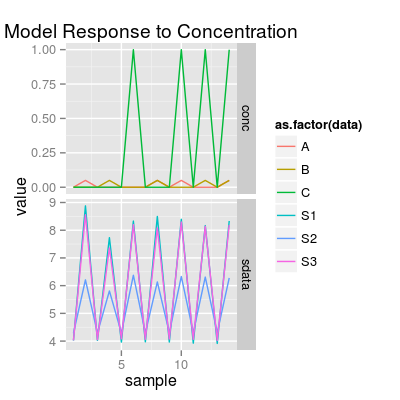 Model Response to Concentration
1.00
0.75
0.50
0.25
0.00
conc
9
8
7
6
5
4
sdata
value
5 10
sample
as.factor(data)
A
B
C
S1
S2
S3